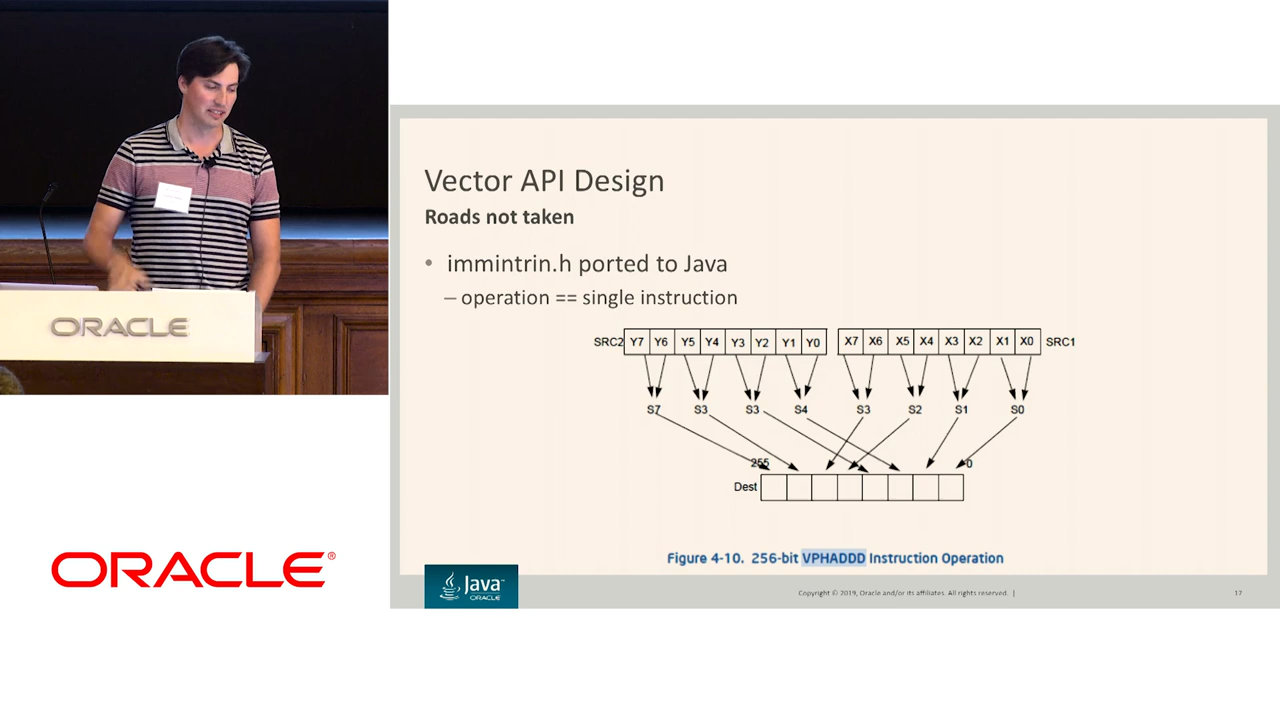 ORACLE
ORACLE®
Vector API Design
Roads not taken
• immintrin.h ported to Java
– operation == single instruction
SRC2 Y7 Y6 Y5 Y4 Y3 Y2 Y1 Y0 X7 X6 X5 X4 X3 X2 X1 X0 SRC1
S7 S3 S3 S4 S3 S2 S1 S0
255 0
Dest
Figure 4-10. 256-bit VPHADDD Instruction Operation
Java™
ORACLE
Copyright © 2019, Oracle and/or its affiliates. All rights reserved. |
17